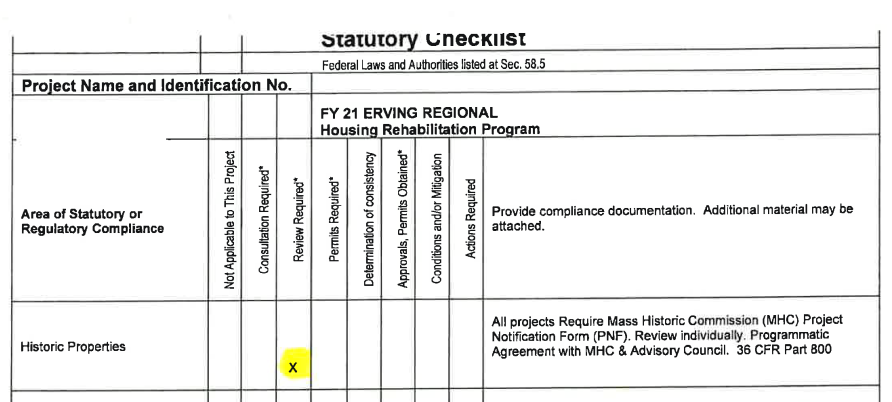 Statutory Checklist
Federal Laws and Authorities listed at Sec. 58.5
Project Name and Identification No.
FY 21 ERVING REGIONAL
Housing Rehabilitation Program
Area of Statutory or
Regulatory Compliance
Not Applicable to This Project
Consultation Required*
Review Required*
Permits Required*
Determination of consistency
Approvals, Permits Obtained*
Conditions and/or Mitigation
Actions Required
Provide compliance documentation. Additional material may be
attached.
Historic Properties
X
All projects Require Mass Historic Commission (MHC) Project
Notification Form (PNF). Review individually. Programmatic
Agreement with MHC & Advisory Council. 36 CFR Part 800